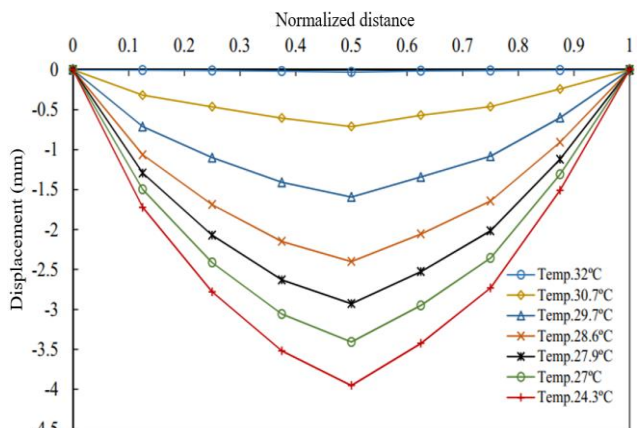 Normalized distance
0 0.1 0.2 0.3 0.4 0.5 0.6 0.7 0.8 0.9 1
0
-0.5
-1
-1.5
-2
-2.5
-3
-3.5
-4
-4.5
Displacement (mm)
Temp.32ºC
Temp.30.7ºC
Temp.29.7ºC
Temp.28.6ºC
Temp.27.9ºC
Temp.27ºC
Temp.24.3ºC